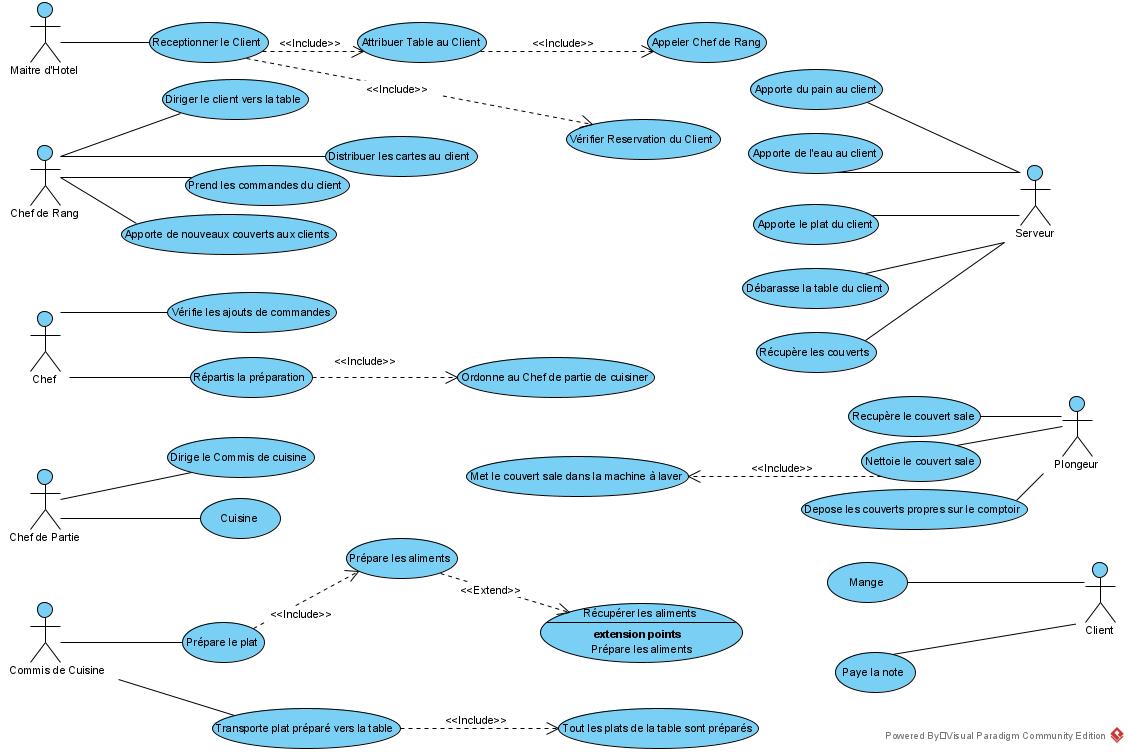 Receptionner le Client
<<Include>>
Attribuer Table au Client
<<Include>>
Appeler Chef de Rang
Maitre d'Hotel
<<Include>>
Vérifier Reservation du Client
Diriger le client vers la table
Distribuer les cartes au client
Prend les commandes du client
Apporte de nouveaux couverts aux clients
Chef de Rang
Apporte du pain au client
Apporte de l'eau au client
Apporte le plat du client
Débarasse la table du client
Récupère les couverts
Serveur
Vérifie les ajouts de commandes
Chef
Répartis la préparation
<<Include>>
Ordonne au Chef de partie de cuisiner
Recupère le couvert sale
Nettoie le couvert sale
Plongeur
<<Include>>
Met le couvert sale dans la machine à laver
Depose les couverts propres sur le comptoir
Dirige le Commis de cuisine
Cuisine
Chef de Partie
Prépare les aliments
<<Extend>>
<<Include>>
Récupérer les aliments
extension points
Prépare les aliments
Prépare le plat
Commis de Cuisine
Transporte plat préparé vers la table
<<Include>>
Tout les plats de la table sont préparés
Mange
Client
Paye la note
Powered By Visual Paradigm Community Edition